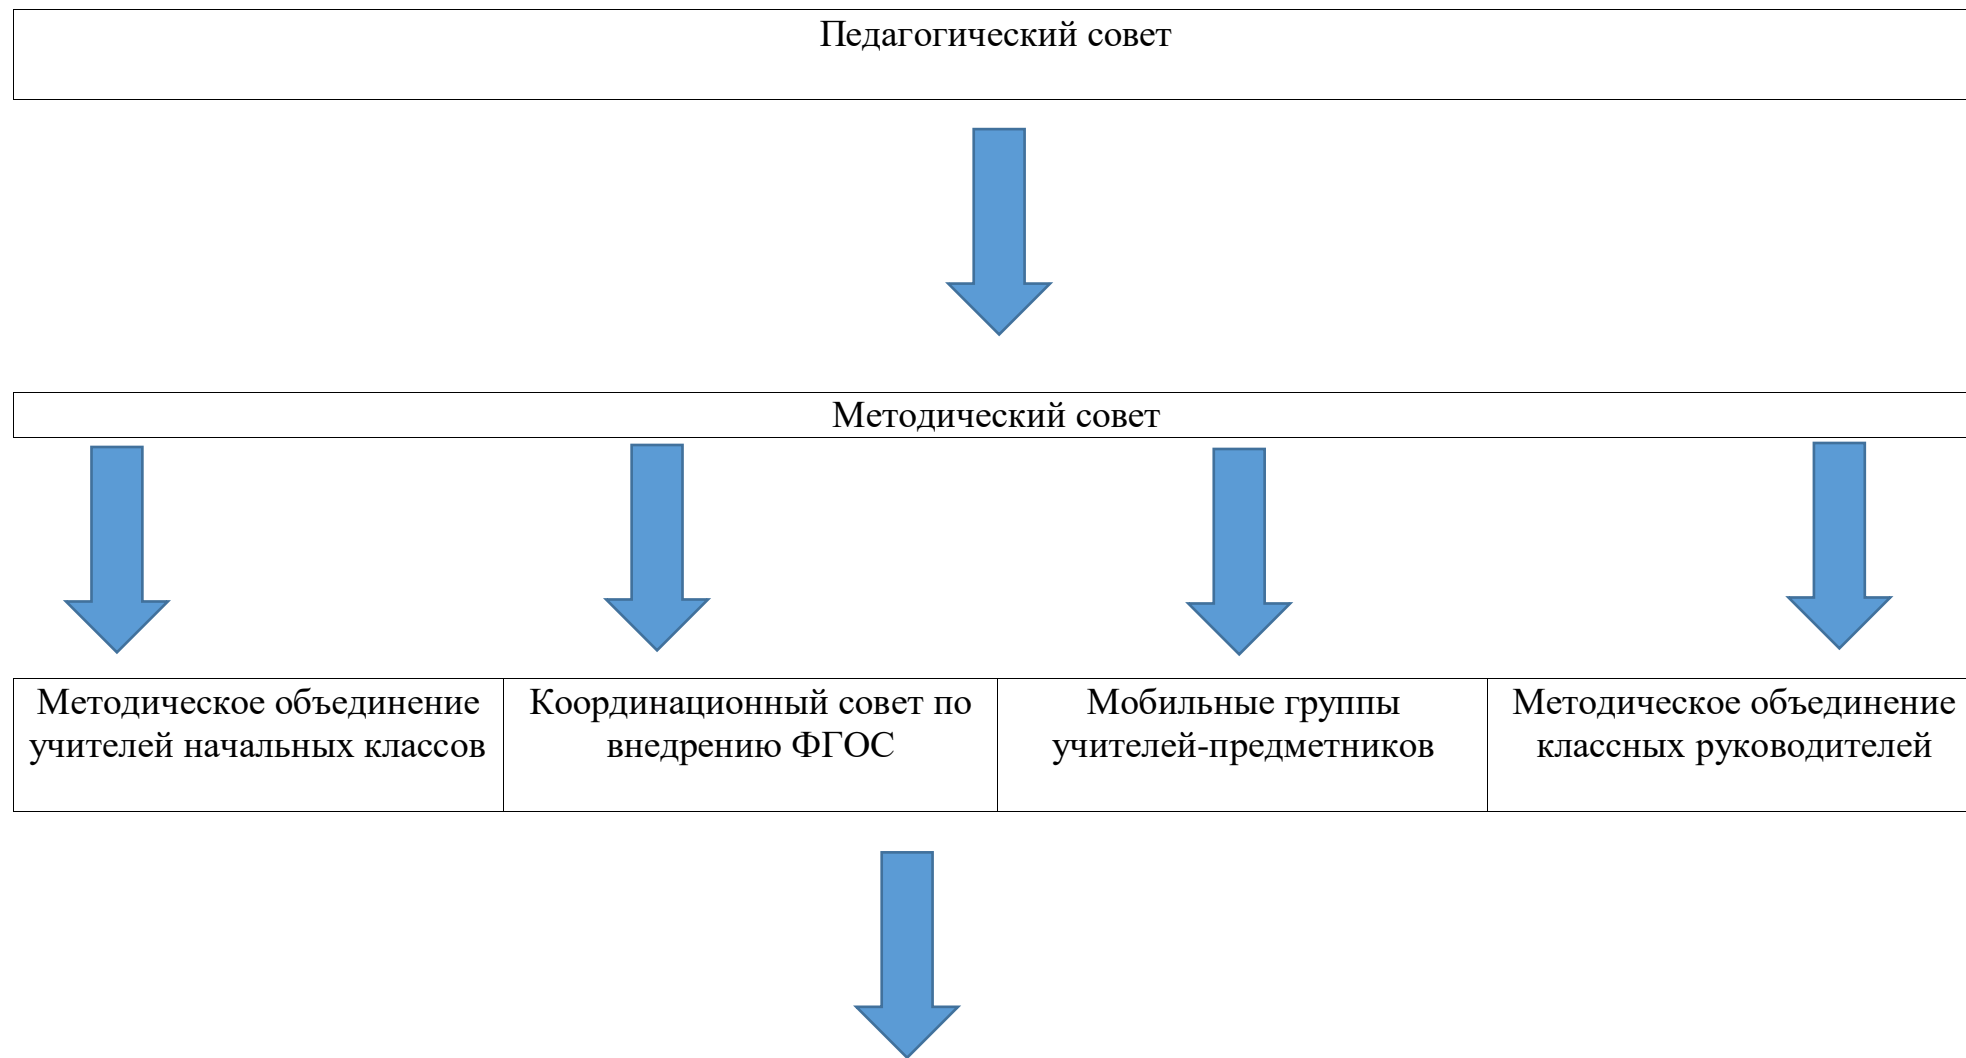 Педагогический совет
Методический совет
Методическое объединение
учителей начальных классов
Координационный совет по
внедрению ФГОС
Мобильные группы
учителей-предметников
Методическое объединение
классных руководителей